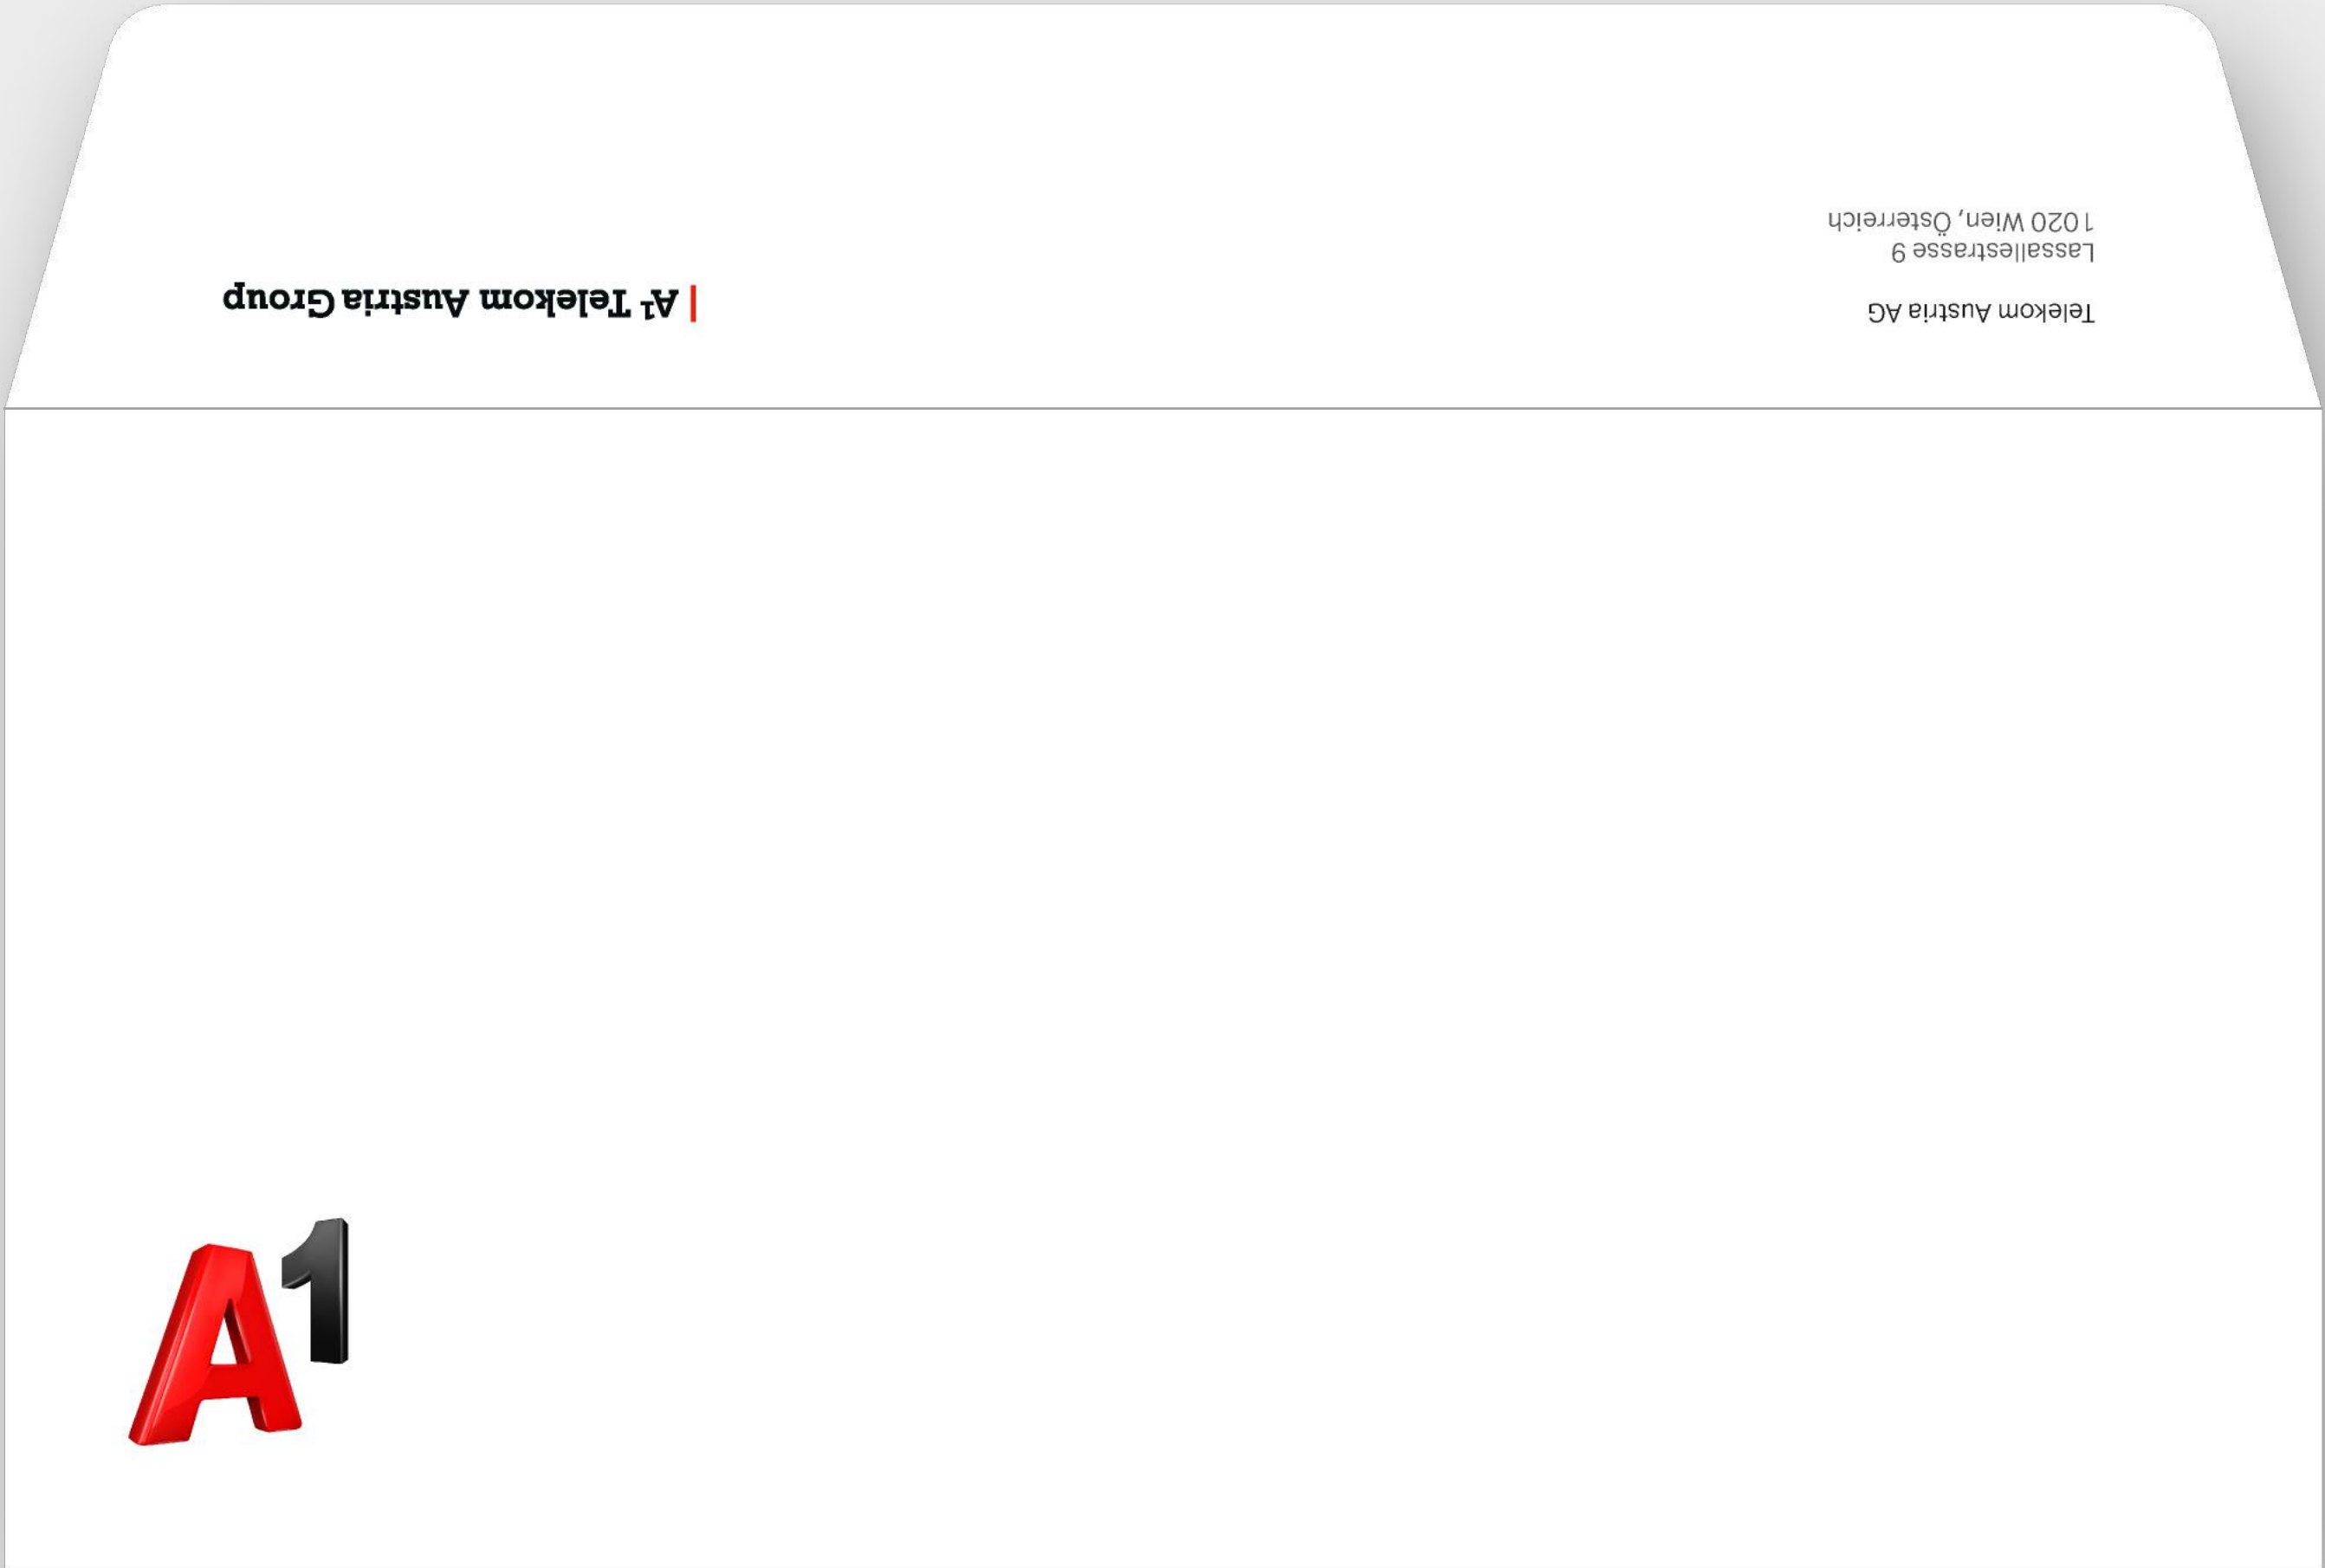 A¹ Telekom Austria Group
Telekom Austria AG
Lassallestrasse 9
1020 Wien, Österreich
A1